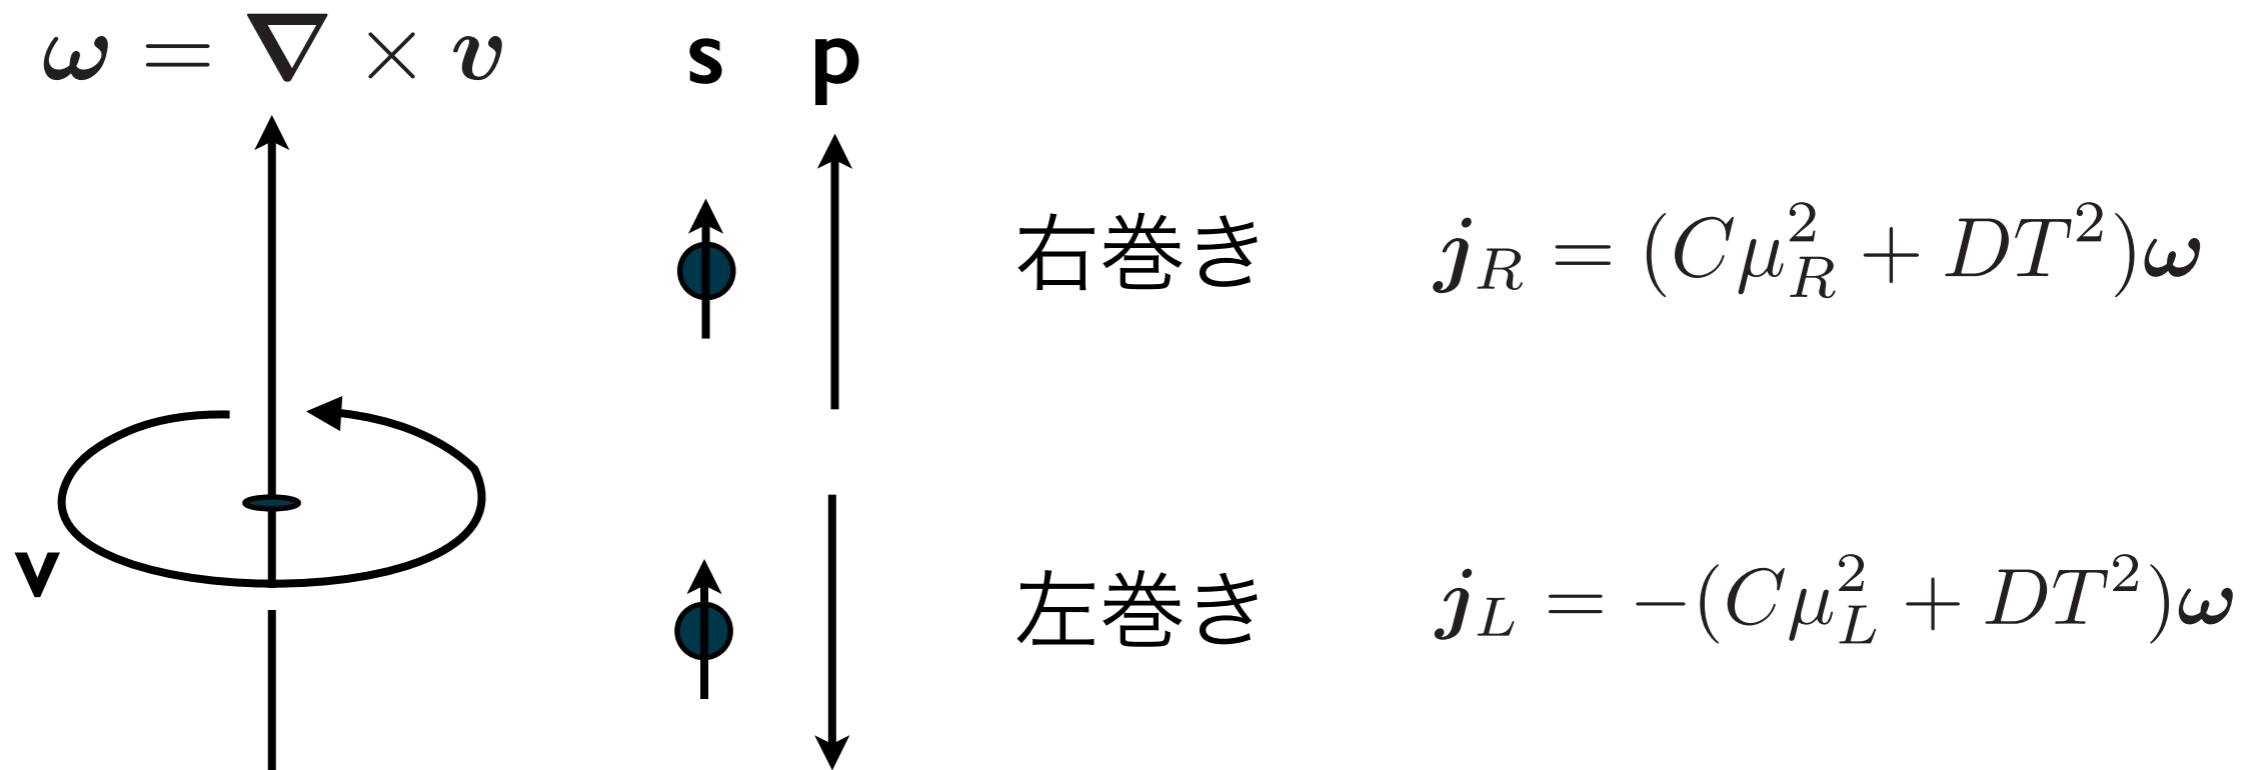 ω = ∇ × v s p
右巻き j_R = (Cμ_R^2 + DT^2)ω
v
左巻き j_L = −(Cμ_L^2 + DT^2)ω